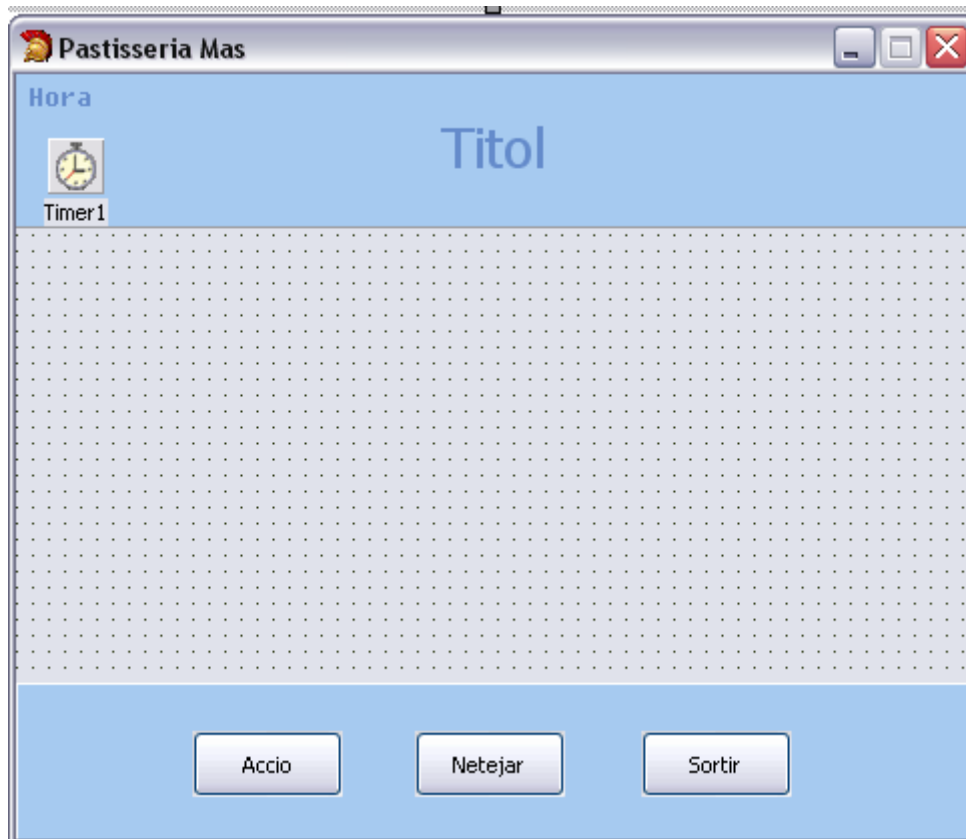 Pastisseria Mas
Hora
Titol
Timer1
Accio Netejar Sortir